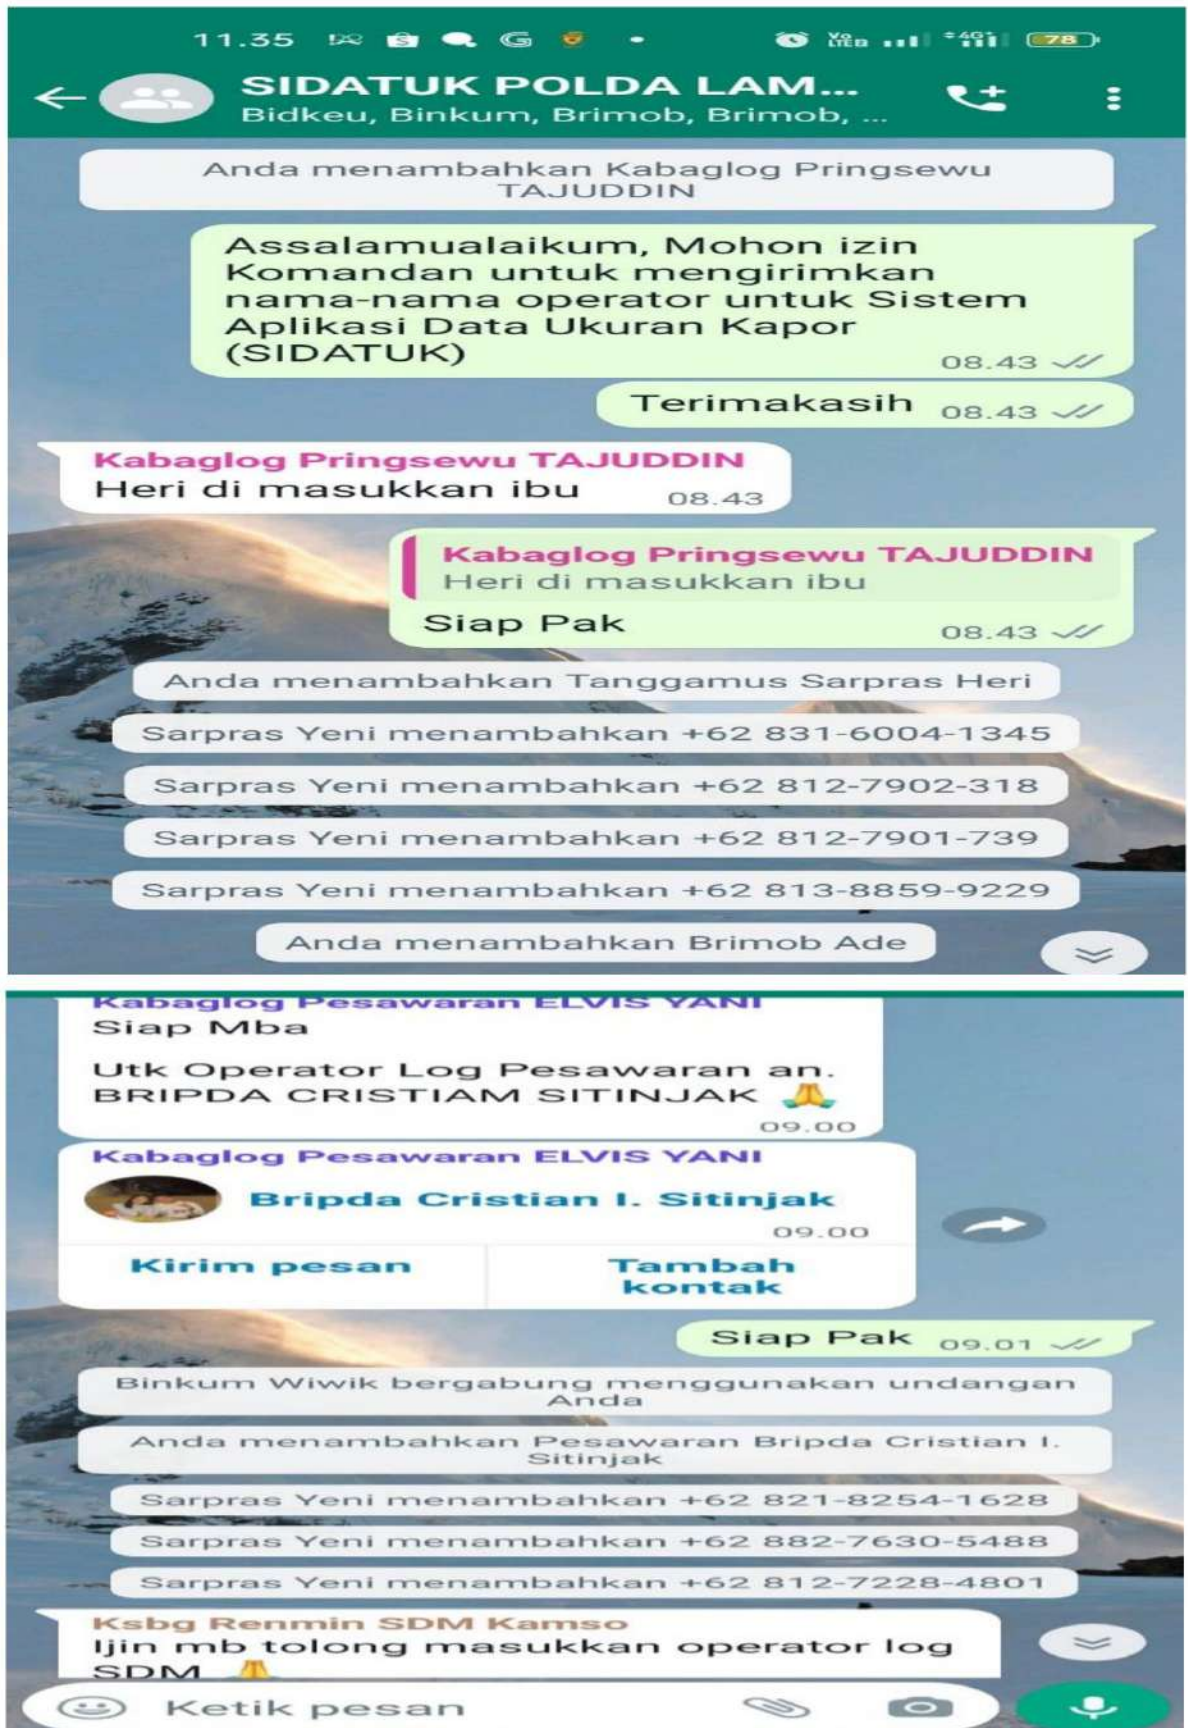 11.35
78
SIDATUK POLDA LAM...
Bidkeu, Binkum, Brimob, Brimob, ...
Anda menambahkan Kabaglog Pringsewu
TAJUDDIN
Assalamualaikum, Mohon izin
Komandan untuk mengirimkan
nama-nama operator untuk Sistem
Aplikasi Data Ukuran Kapor
(SIDATUK)
08.43
Terimakasih 08.43
Kabaglog Pringsewu TAJUDDIN
Heri di masukkan ibu 08.43
Kabaglog Pringsewu TAJUDDIN
Heri di masukkan ibu
Siap Pak 08.43
Anda menambahkan Tanggamus Sarpras Heri
Sarpras Yeni menambahkan +62 831-6004-1345
Sarpras Yeni menambahkan +62 812-7902-318
Sarpras Yeni menambahkan +62 812-7901-739
Sarpras Yeni menambahkan +62 813-8859-9229
Anda menambahkan Brimob Ade
Kabaglog Pesawaran ELVIS YANI
Siap Mba
Utk Operator Log Pesawaran an.
BRIPDA CRISTIAM SITINJAK 🙏
09.00
Kabaglog Pesawaran ELVIS YANI
Bripda Cristian I. Sitinjak
09.00
Kirim pesan
Tambah
kontak
Siap Pak 09.01
Binkum Wiwik bergabung menggunakan undangan
Anda
Anda menambahkan Pesawaran Bripda Cristian I.
Sitinjak
Sarpras Yeni menambahkan +62 821-8254-1628
Sarpras Yeni menambahkan +62 882-7630-5488
Sarpras Yeni menambahkan +62 812-7228-4801
Ksbg Renmin SDM Kamso
Ijin mb tolong masukkan operator log
SDM 🙏
Ketik pesan